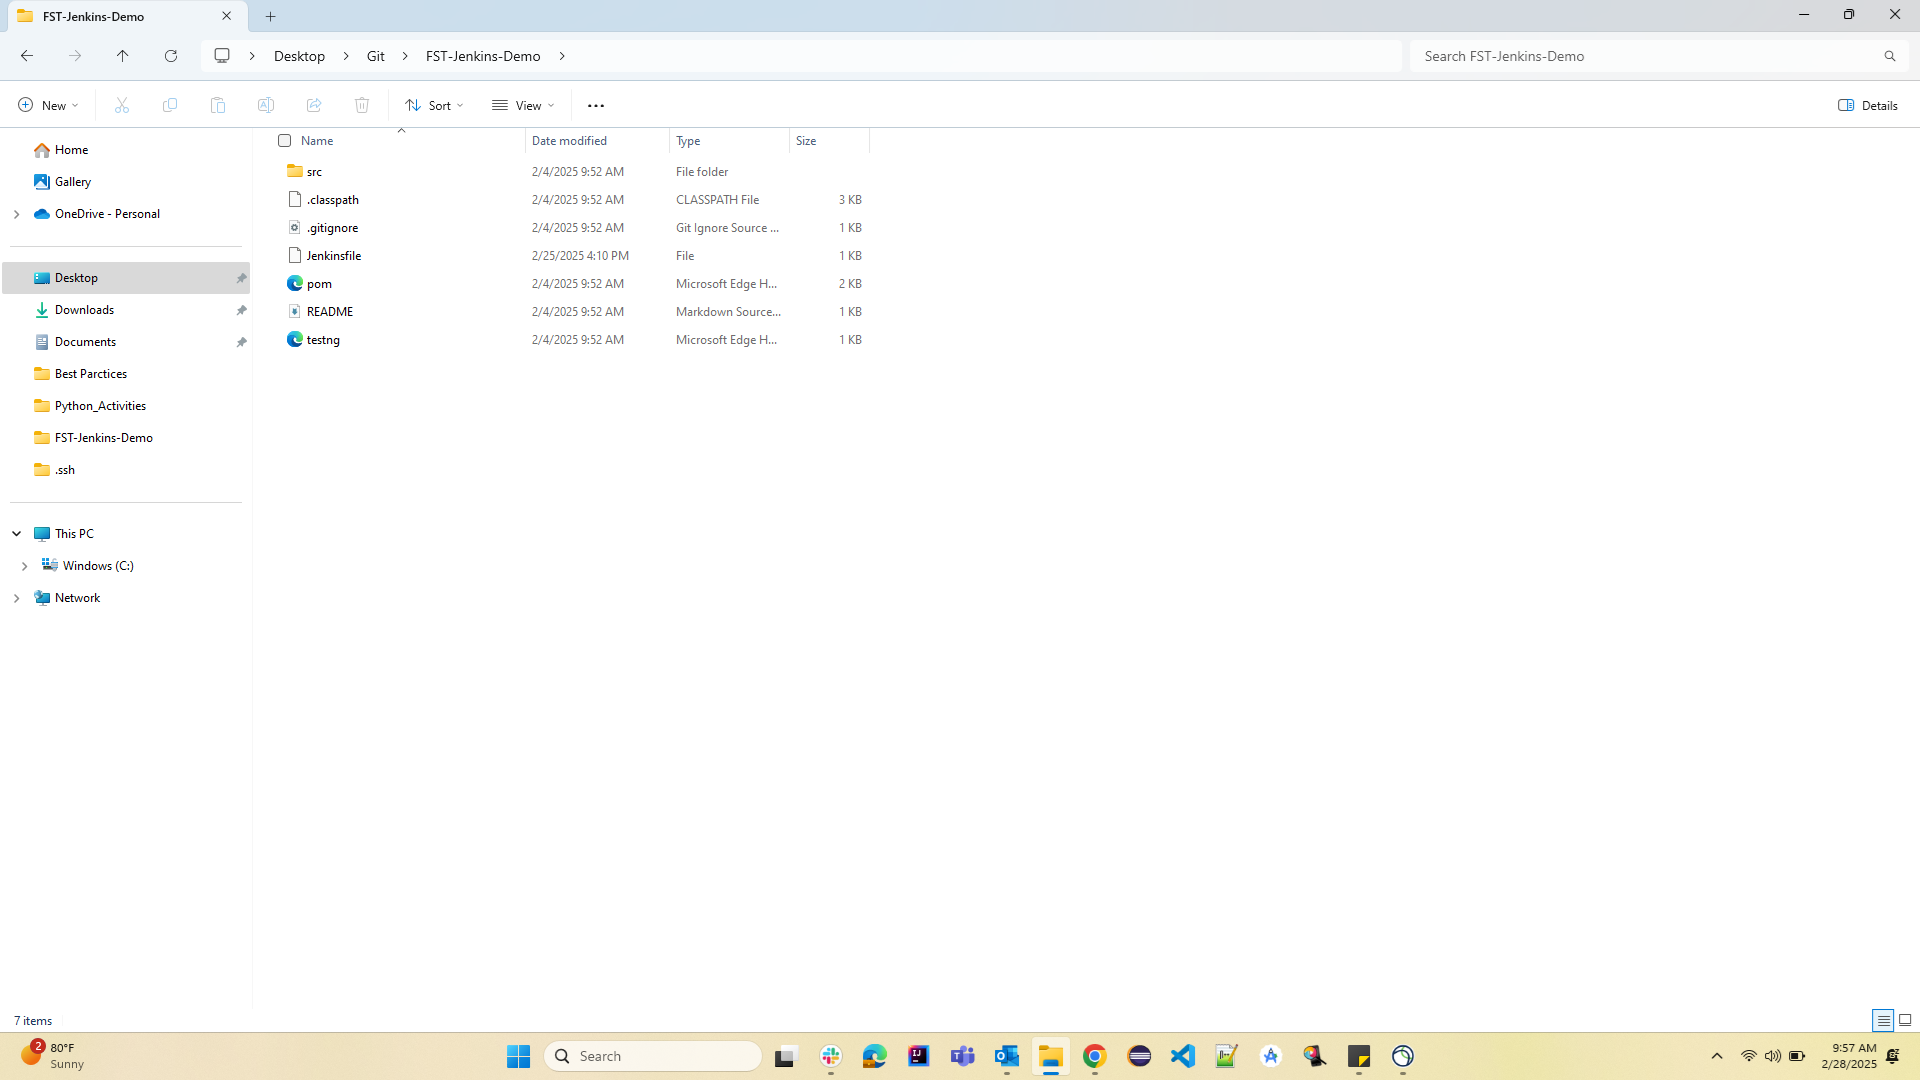 FST-Jenkins-Demo
Desktop
Git
FST-Jenkins-Demo
Search FST-Jenkins-Demo
New
Sort
View
Details
Name Date modified Type Size
src 2/4/2025 9:52 AM File folder
.classpath 2/4/2025 9:52 AM CLASSPATH File 3 KB
.gitignore 2/4/2025 9:52 AM Git Ignore Source ... 1 KB
Jenkinsfile 2/25/2025 4:10 PM File 1 KB
pom 2/4/2025 9:52 AM Microsoft Edge H... 2 KB
README 2/4/2025 9:52 AM Markdown Source... 1 KB
testng 2/4/2025 9:52 AM Microsoft Edge H... 1 KB
Home
Gallery
OneDrive - Personal
Desktop
Downloads
Documents
Best Parctices
Python_Activities
FST-Jenkins-Demo
.ssh
This PC
Windows (C:)
Network
7 items
2
80°F
Sunny
Search
9:57 AM
2/28/2025